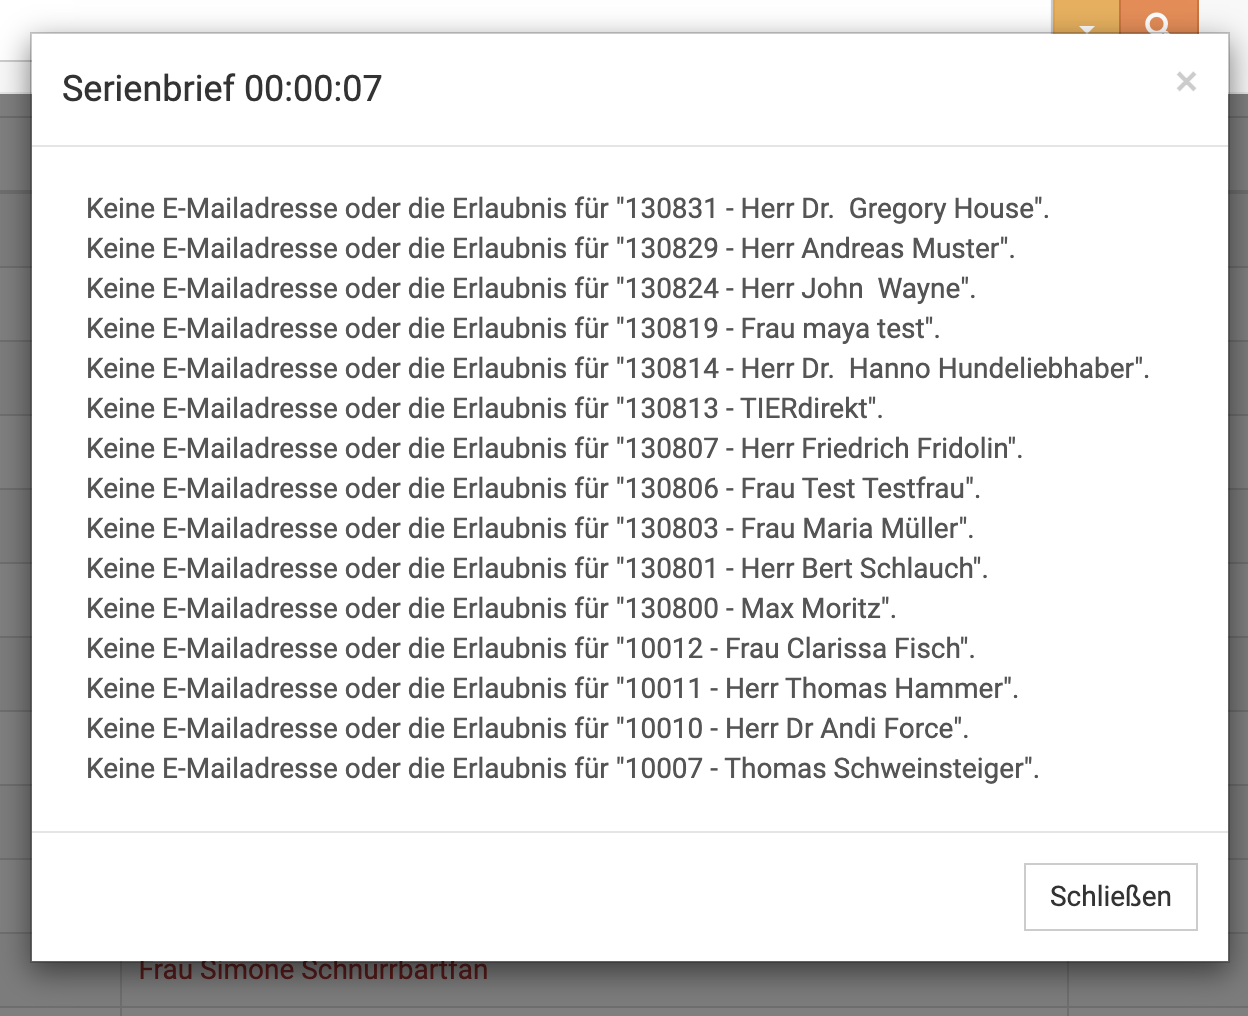 Serienbrief 00:00:07
×
Keine E-Mailadresse oder die Erlaubnis für "130831 - Herr Dr.  Gregory House".
Keine E-Mailadresse oder die Erlaubnis für "130829 - Herr Andreas Muster".
Keine E-Mailadresse oder die Erlaubnis für "130824 - Herr John  Wayne".
Keine E-Mailadresse oder die Erlaubnis für "130819 - Frau maya test".
Keine E-Mailadresse oder die Erlaubnis für "130814 - Herr Dr.  Hanno Hundeliebhaber".
Keine E-Mailadresse oder die Erlaubnis für "130813 - TIERdirekt".
Keine E-Mailadresse oder die Erlaubnis für "130807 - Herr Friedrich Fridolin".
Keine E-Mailadresse oder die Erlaubnis für "130806 - Frau Test Testfrau".
Keine E-Mailadresse oder die Erlaubnis für "130803 - Frau Maria Müller".
Keine E-Mailadresse oder die Erlaubnis für "130801 - Herr Bert Schlauch".
Keine E-Mailadresse oder die Erlaubnis für "130800 - Max Moritz".
Keine E-Mailadresse oder die Erlaubnis für "10012 - Frau Clarissa Fisch".
Keine E-Mailadresse oder die Erlaubnis für "10011 - Herr Thomas Hammer".
Keine E-Mailadresse oder die Erlaubnis für "10010 - Herr Dr Andi Force".
Keine E-Mailadresse oder die Erlaubnis für "10007 - Thomas Schweinsteiger".
Schließen
Frau Simone Schnurrbartfan